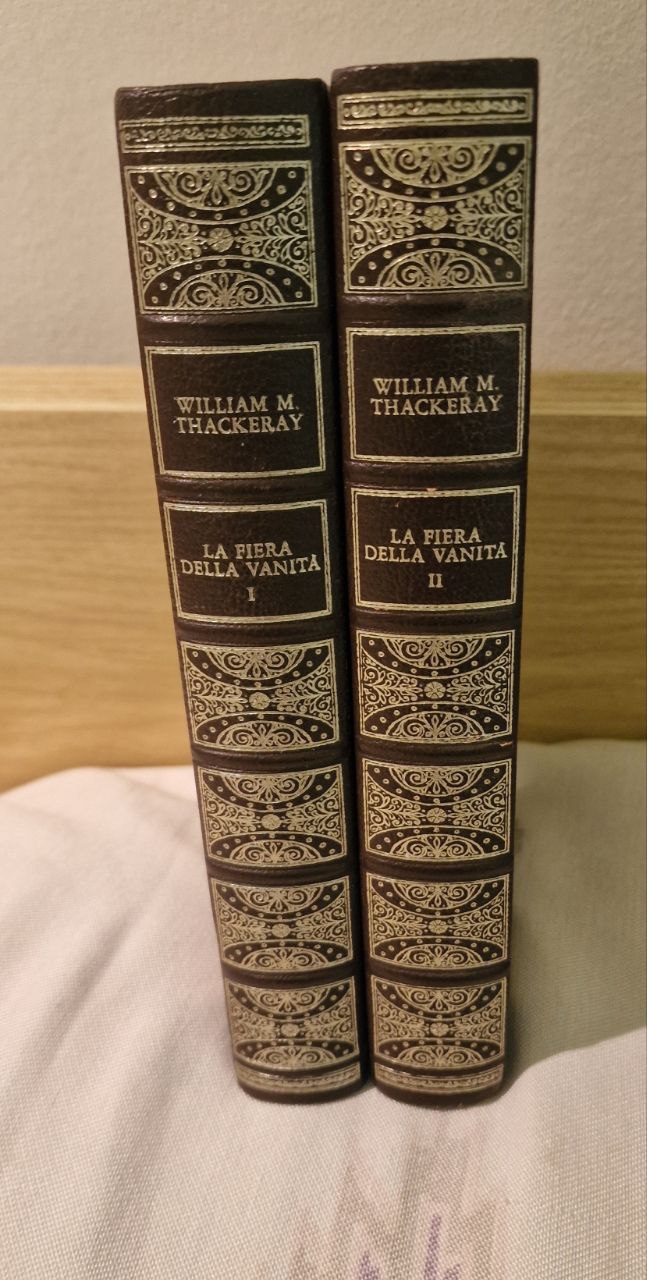 WILLIAM M.
THACKERAY
LA FIERA
DELLA VANITÀ
I
WILLIAM M.
THACKERAY
LA FIERA
DELLA VANITÀ
II